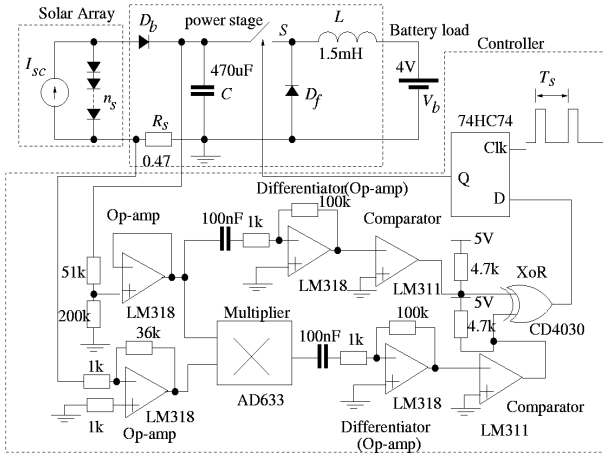 Solar Array
D_b
power stage
S
L
Battery load
Controller
1.5mH
4V
V_b
I_sc
n_s
470uF
C
D_f
R_s
0.47
T_s
74HC74
Clk
Q
D
Differentiator(Op-amp)
100k
Op-amp
100nF
1k
Comparator
5V
4.7k
XoR
LM318
LM311
51k
200k
LM318
5V
4.7k
CD4030
36k
Multiplier
100nF
1k
100k
1k
LM318
AD633
LM318
Comparator
1k
Op-amp
Differentiator
(Op-amp)
LM311